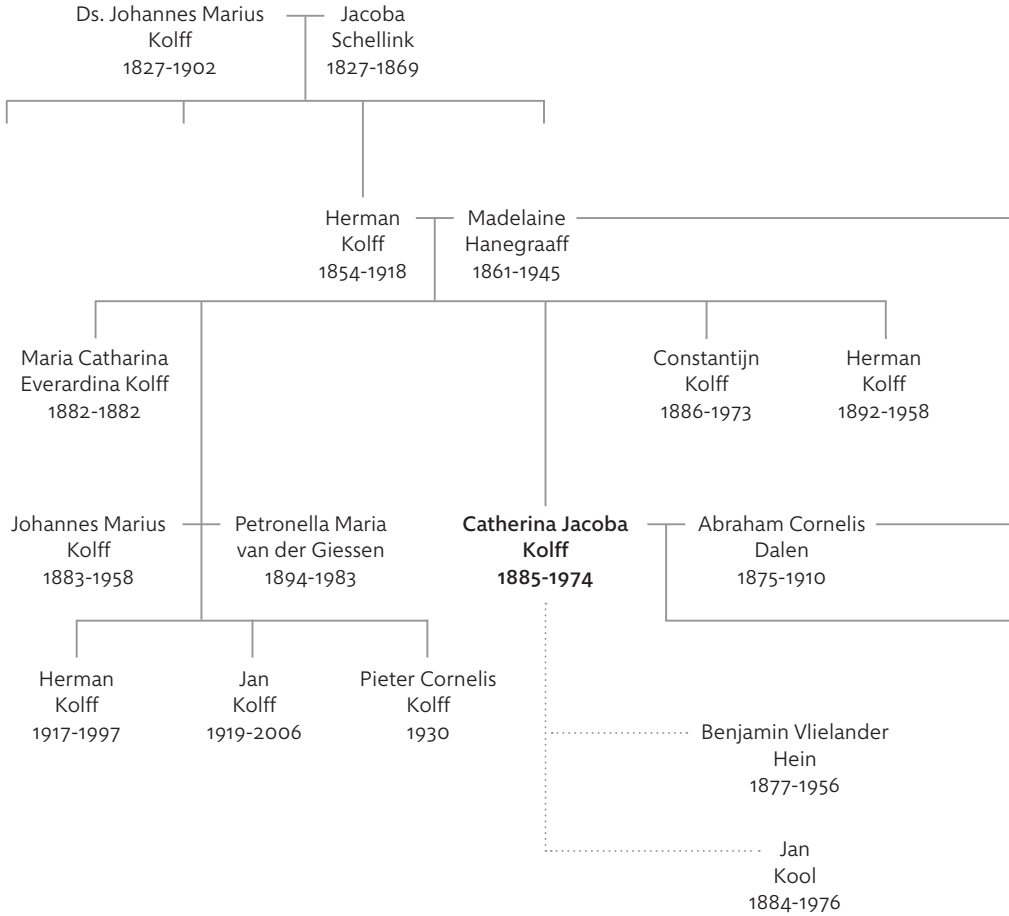 Ds. Johannes Marius
Kolff
1827-1902
Jacoba
Schellink
1827-1869
Herman
Kolff
1854-1918
Madelaine
Hanegraaff
1861-1945
Maria Catharina
Everardina Kolff
1882-1882
Constantijn
Kolff
1886-1973
Herman
Kolff
1892-1958
Johannes Marius
Kolff
1883-1958
Petronella Maria
van der Giessen
1894-1983
Catherina Jacoba
Kolff
1885-1974
Abraham Cornelis
Dalen
1875-1910
Herman
Kolff
1917-1997
Jan
Kolff
1919-2006
Pieter Cornelis
Kolff
1930
Benjamin Vlielander
Hein
1877-1956
Jan
Kool
1884-1976